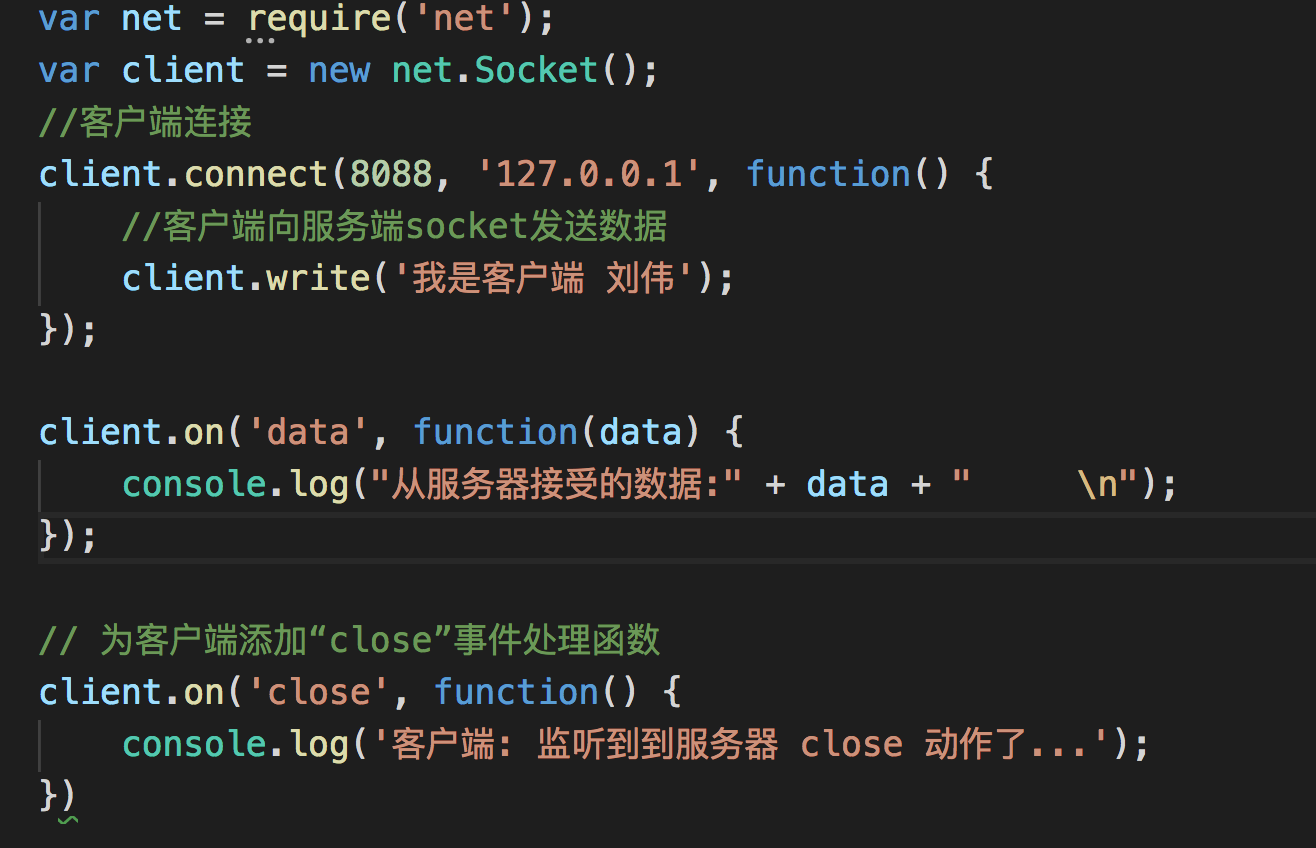 var net = require('net');
var client = new net.Socket();
//客户端连接
client.connect(8088, '127.0.0.1', function() {
    //客户端向服务端socket发送数据
    client.write('我是客户端 刘伟');
});
client.on('data', function(data) {
    console.log("从服务器接受的数据:" + data + "     \n");
});
// 为客户端添加“close”事件处理函数
client.on('close', function() {
    console.log('客户端: 监听到到服务器 close 动作了...');
})